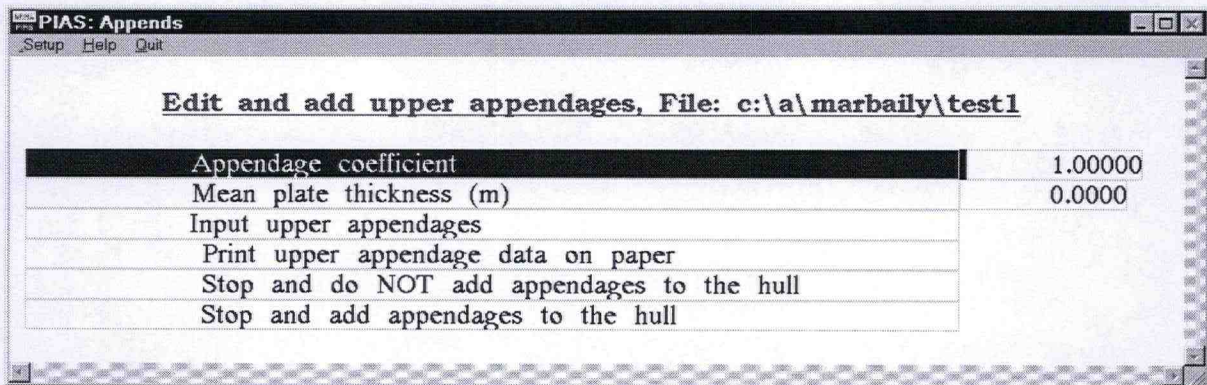 PIAS: Appends
Setup Help Quit
Edit and add upper appendages, File: c:\a\marbaily\test1
Appendage coefficient 1.00000
Mean plate thickness (m) 0.0000
Input upper appendages
Print upper appendage data on paper
Stop and do NOT add appendages to the hull
Stop and add appendages to the hull